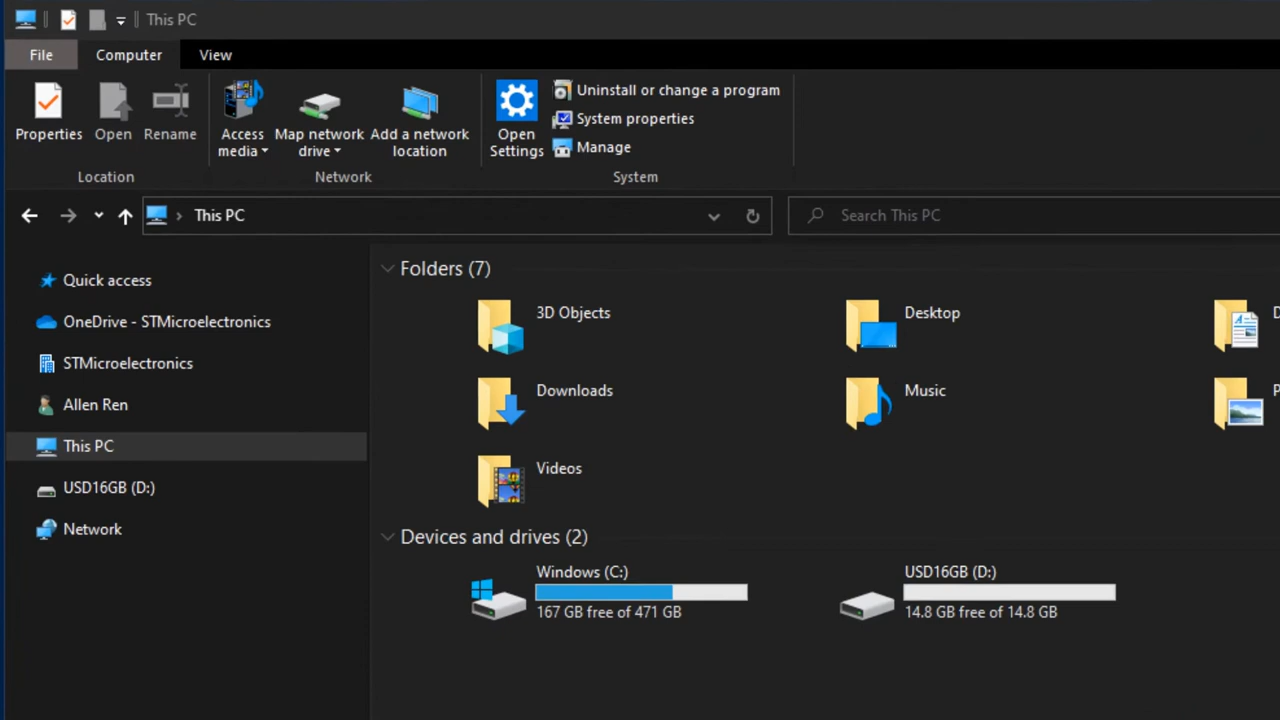 This PC
File Computer View
Properties Open Rename Access media Map network drive Add a network location Open Settings Uninstall or change a program
System properties
Manage
Location Network System
This PC Search This PC
Quick access
OneDrive - STMicroelectronics
STMicroelectronics
Allen Ren
This PC
USD16GB (D:)
Network
Folders (7)
3D Objects Desktop D
Downloads Music P
Videos
Devices and drives (2)
Windows (C:) USD16GB (D:)
167 GB free of 471 GB 14.8 GB free of 14.8 GB